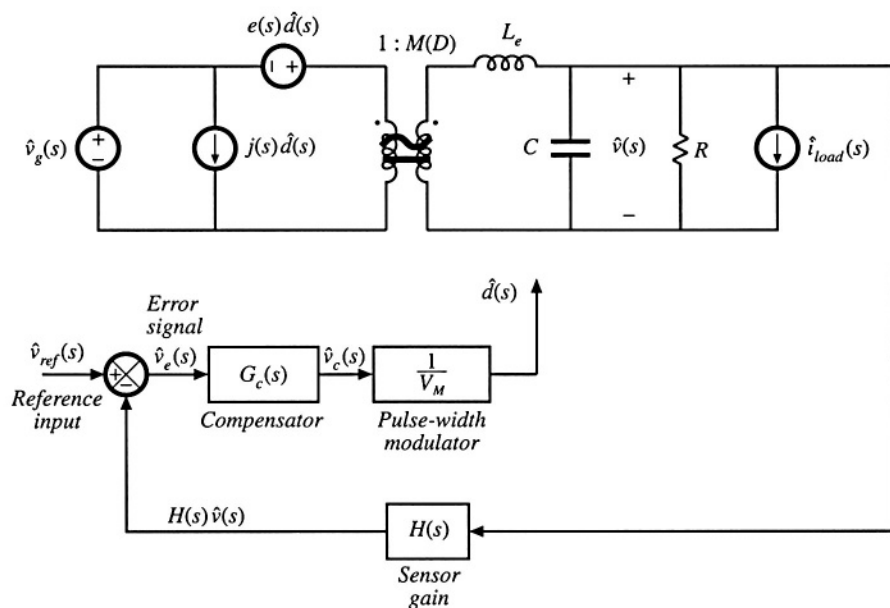 e(s) d̂(s)
1 : M(D)
L_e
v̂_g(s)
+
−
j(s) d̂(s)
C
+
v̂(s)
−
R
î_load(s)
d̂(s)
Error
signal
v̂_ref(s)
v̂_e(s)
G_c(s)
v̂_c(s)
1
V_M
Reference
input
Compensator
Pulse-width
modulator
H(s) v̂(s)
H(s)
Sensor
gain